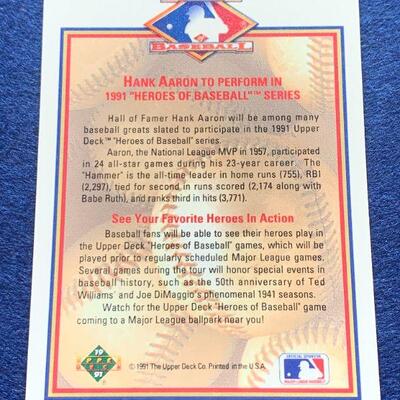 BASEBALL
HANK AARON TO PERFORM IN
1991 "HEROES OF BASEBALL"™ SERIES
Hall of Famer Hank Aaron will be among many
baseball greats slated to participate in the 1991 Upper
Deck™ "Heroes of Baseball" series.
Aaron, the National League MVP in 1957, participated
in 24 all-star games during his 23-year career. The
"Hammer" is the all-time leader in home runs (755), RBI
(2,297), tied for second in runs scored (2,174 along with
Babe Ruth), and ranks third in hits (3,771).
See Your Favorite Heroes In Action
Baseball fans will be able to see their heroes play in
the Upper Deck "Heroes of Baseball" games, which will be
played prior to regularly scheduled Major League games.
Several games during the tour will honor special events in
baseball history, such as the 50th anniversary of Ted
Williams' and Joe DiMaggio's phenomenal 1941 seasons.
Watch for the Upper Deck "Heroes of Baseball" game
coming to a Major League ballpark near you!
19
UPPER
DECK
91
© 1991 The Upper Deck Co. Printed in the U.S.A.
OFFICIAL SPONSOR
MAJOR LEAGUE BASEBALL